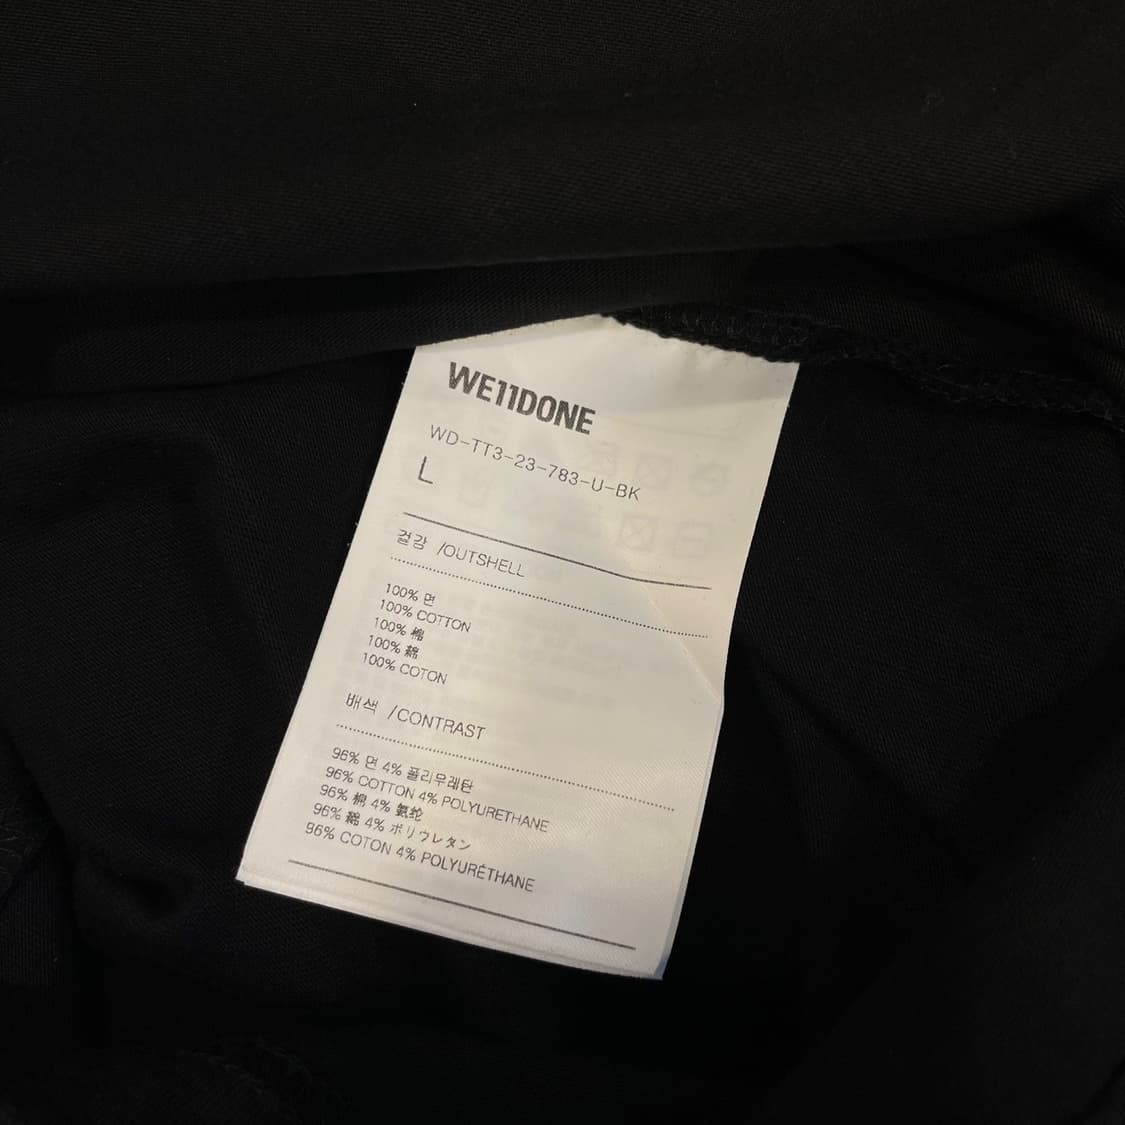 WE11DONE
WD-TT3-23-783-U-BK
L
겉감 /OUTSHELL
100% 면
100% COTTON
100% 棉
100% 綿
100% COTON
배색 /CONTRAST
96% 면 4% 폴리우레탄
96% COTTON 4% POLYURETHANE
96% 棉 4% 氨纶
96% 綿 4% ポリウレタン
96% COTON 4% POLYURÉTHANE